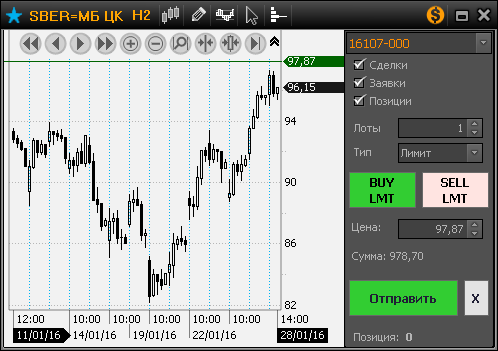 SBER=МБ ЦК H2
97,87
96,15
94
90
86
82
12:00 10:00 10:00 10:00 14:00
11/01/16 14/01/16 19/01/16 22/01/16 28/01/16
16107-000
Сделки
Заявки
Позиции
Лоты 1
Тип Лимит
BUY LMT
SELL LMT
Цена: 97,87
Сумма: 978,70
Отправить X
Позиция: 0